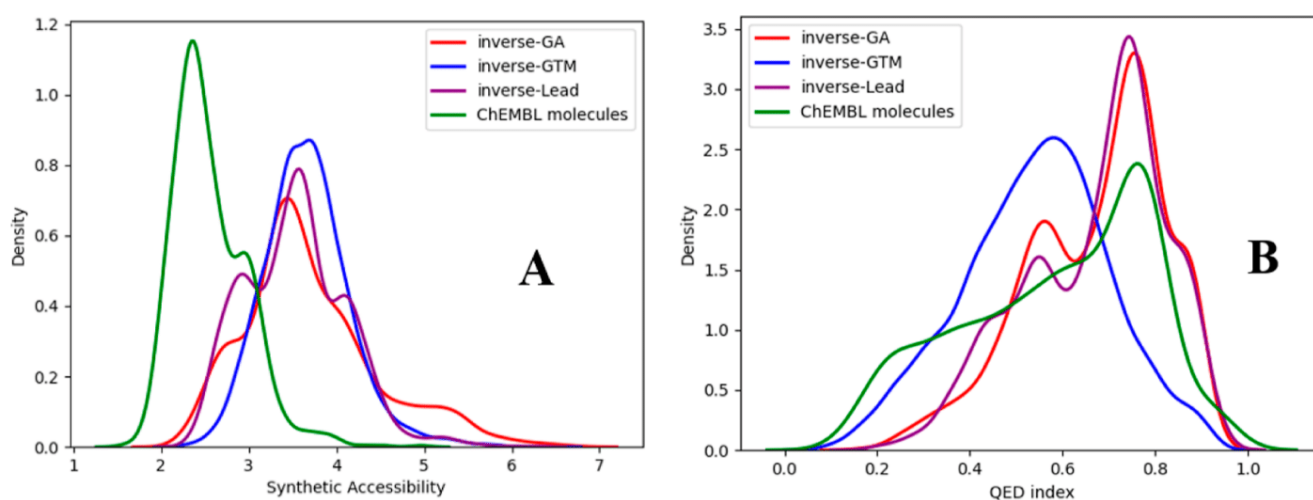 1.2
1.0
0.8
0.6
0.4
0.2
0.0
Density
1
2
3
4
5
6
7
Synthetic Accessibility
inverse-GA
inverse-GTM
inverse-Lead
ChEMBL molecules
A
3.5
3.0
2.5
2.0
1.5
1.0
0.5
0.0
Density
0.0
0.2
0.4
0.6
0.8
1.0
QED index
inverse-GA
inverse-GTM
inverse-Lead
ChEMBL molecules
B